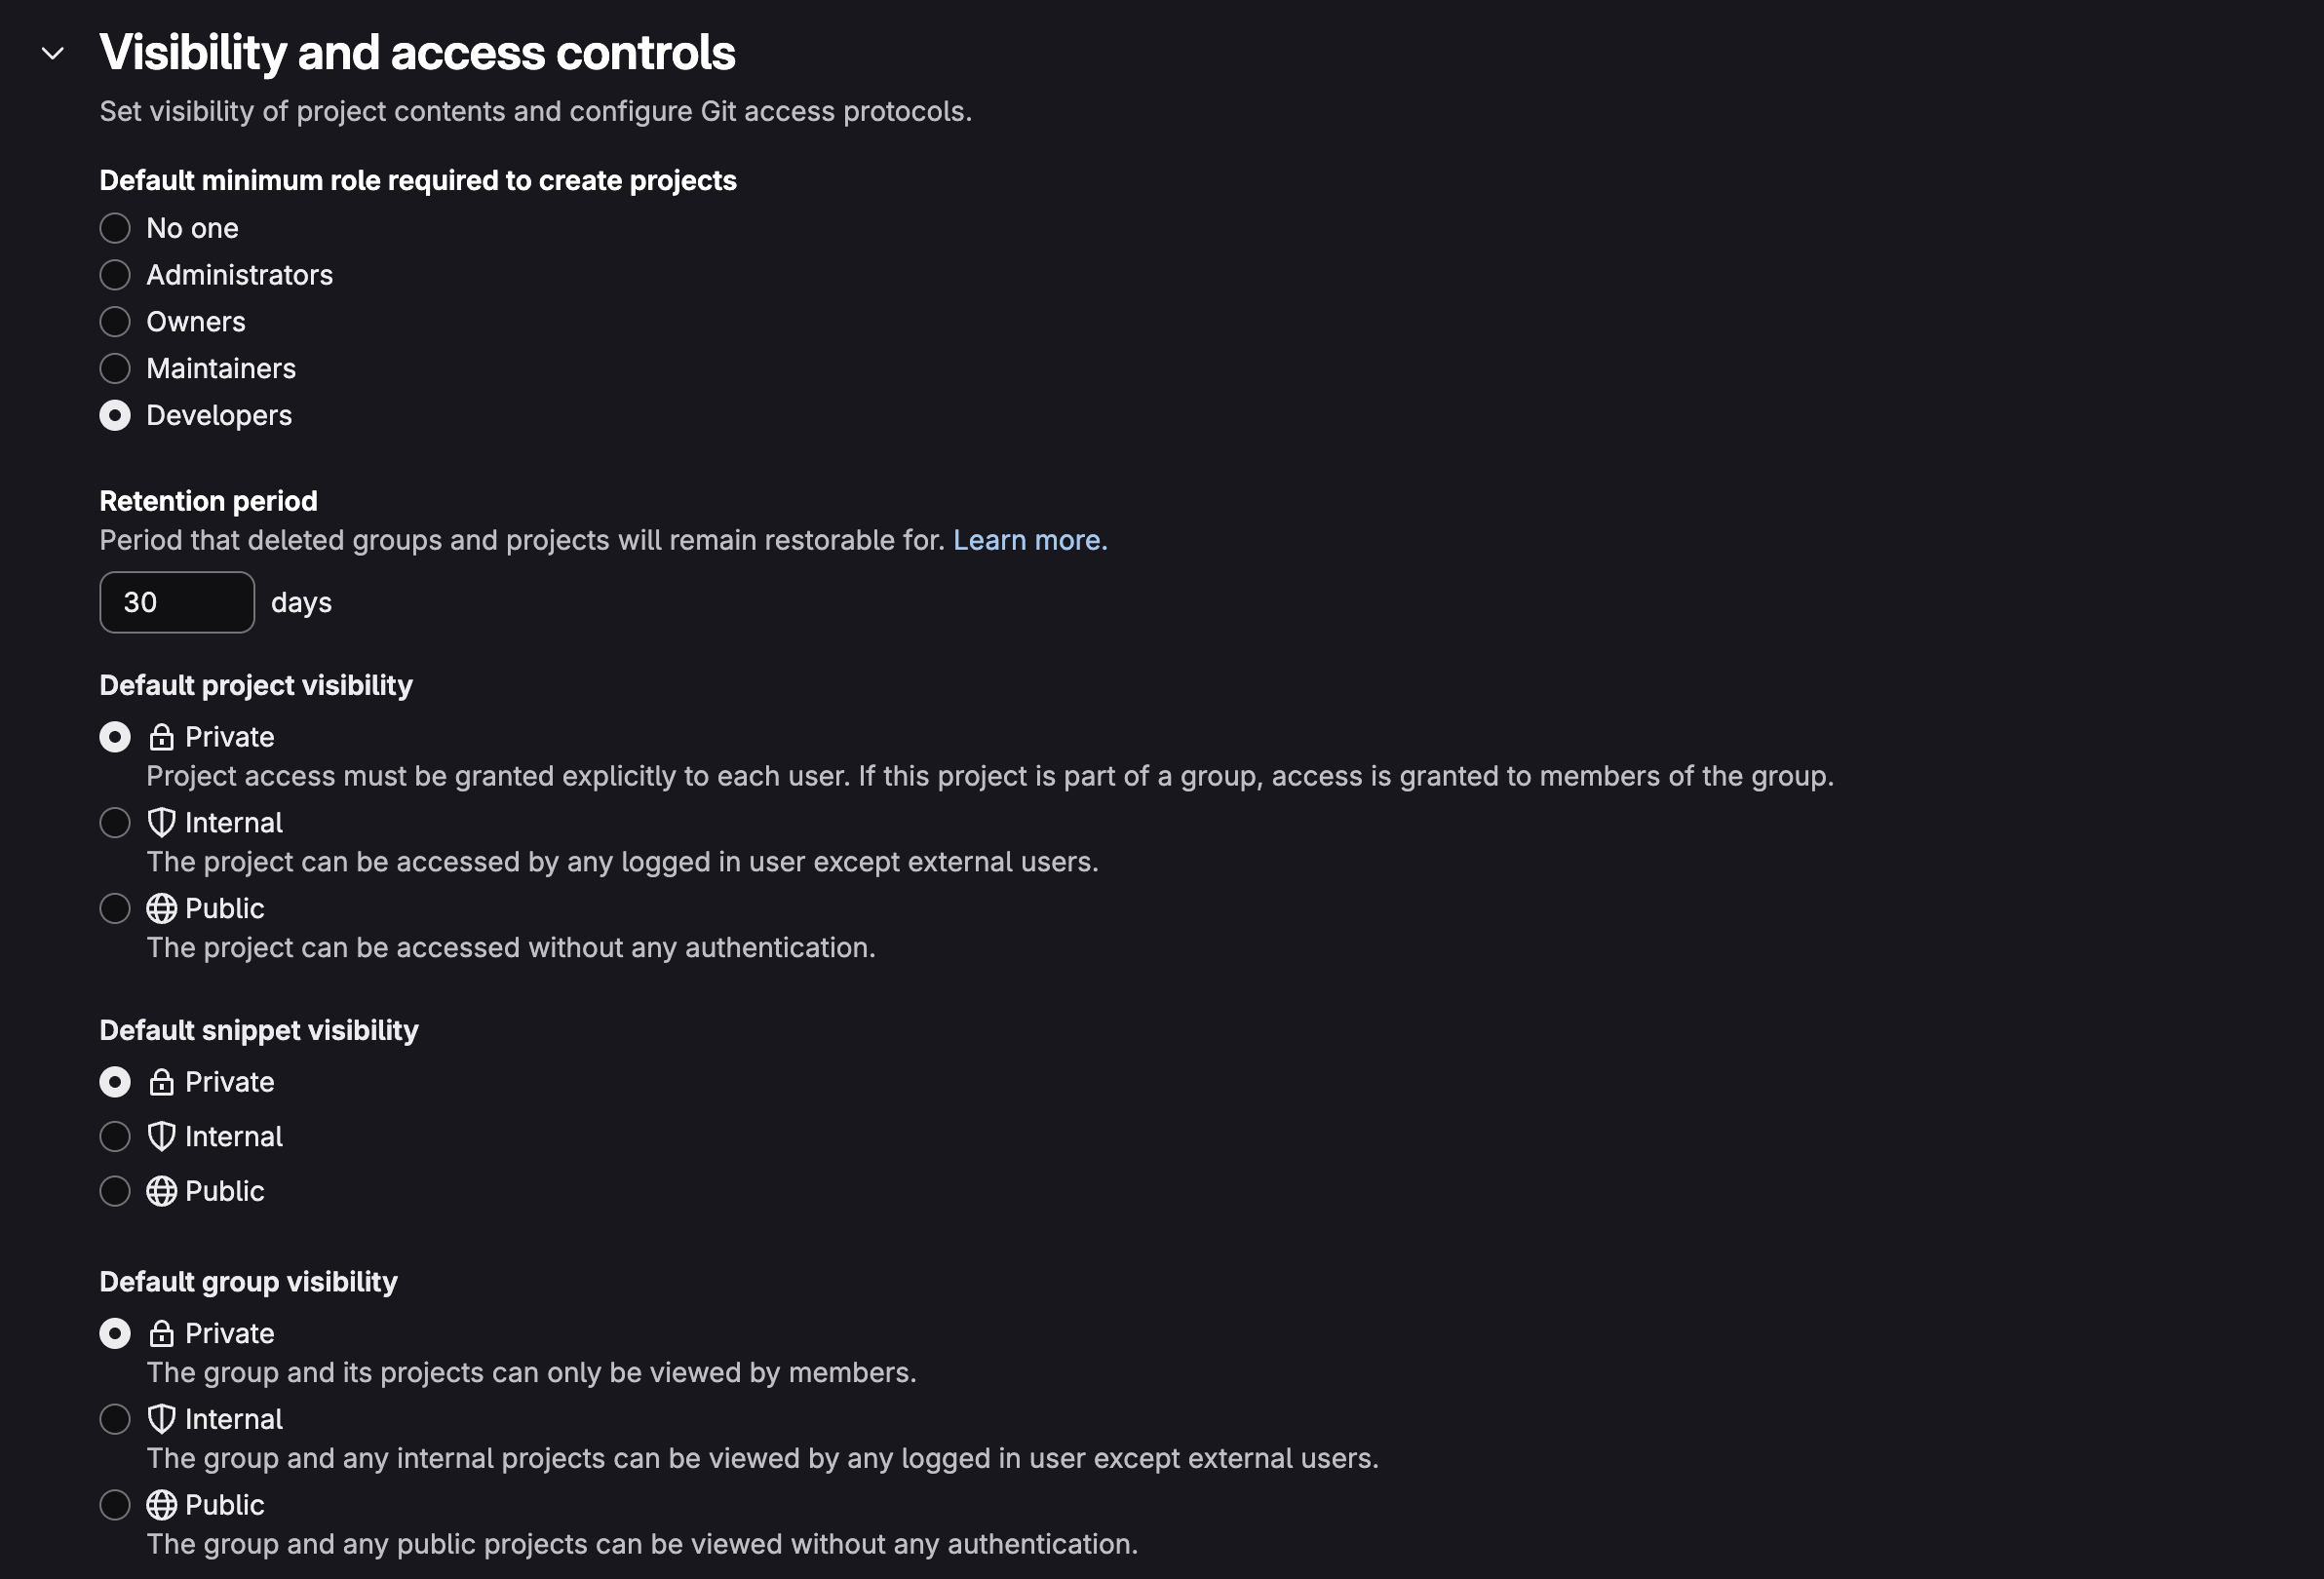 Visibility and access controls
Set visibility of project contents and configure Git access protocols.
Default minimum role required to create projects
No one
Administrators
Owners
Maintainers
Developers
Retention period
Period that deleted groups and projects will remain restorable for. Learn more.
30 days
Default project visibility
Private
Project access must be granted explicitly to each user. If this project is part of a group, access is granted to members of the group.
Internal
The project can be accessed by any logged in user except external users.
Public
The project can be accessed without any authentication.
Default snippet visibility
Private
Internal
Public
Default group visibility
Private
The group and its projects can only be viewed by members.
Internal
The group and any internal projects can be viewed by any logged in user except external users.
Public
The group and any public projects can be viewed without any authentication.